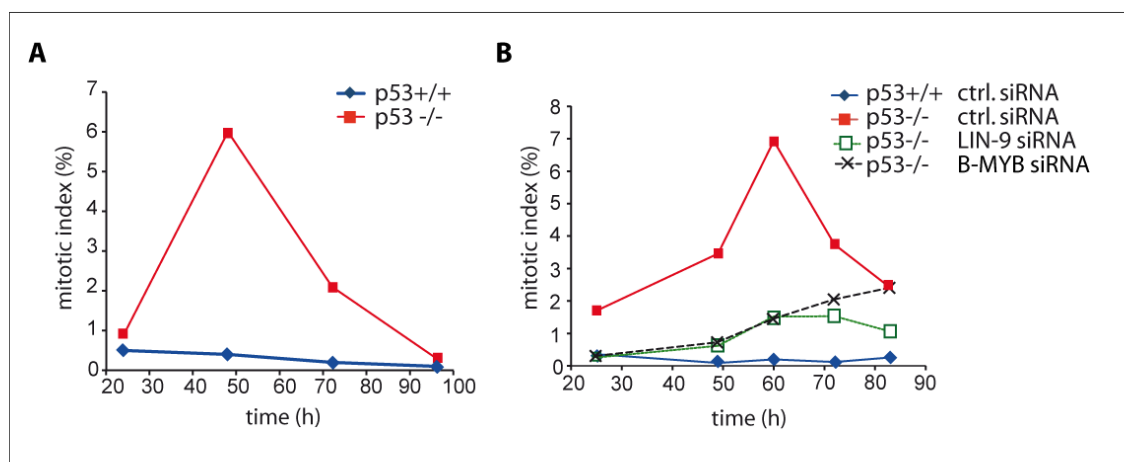 A
p53+/+
p53 -/-
mitotic index (%)
7
6
5
4
3
2
1
0
20 30 40 50 60 70 80 90 100
time (h)
B
p53+/+ ctrl. siRNA
p53-/- ctrl. siRNA
p53-/- LIN-9 siRNA
p53-/- B-MYB siRNA
mitotic index (%)
8
7
6
5
4
3
2
1
0
20 30 40 50 60 70 80 90
time (h)